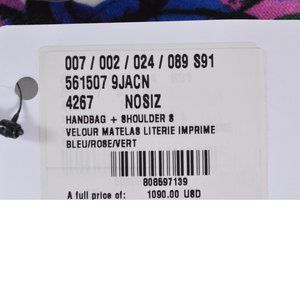 007 / 002 / 024 / 089 S91
561507 9JACN
4267 NOSIZ
HANDBAG + SHOULDER S
VELOUR MATELAS LITERIE IMPRIME
BLEU/ROSE/VERT
808597139
A full price of: 1090.00 USD